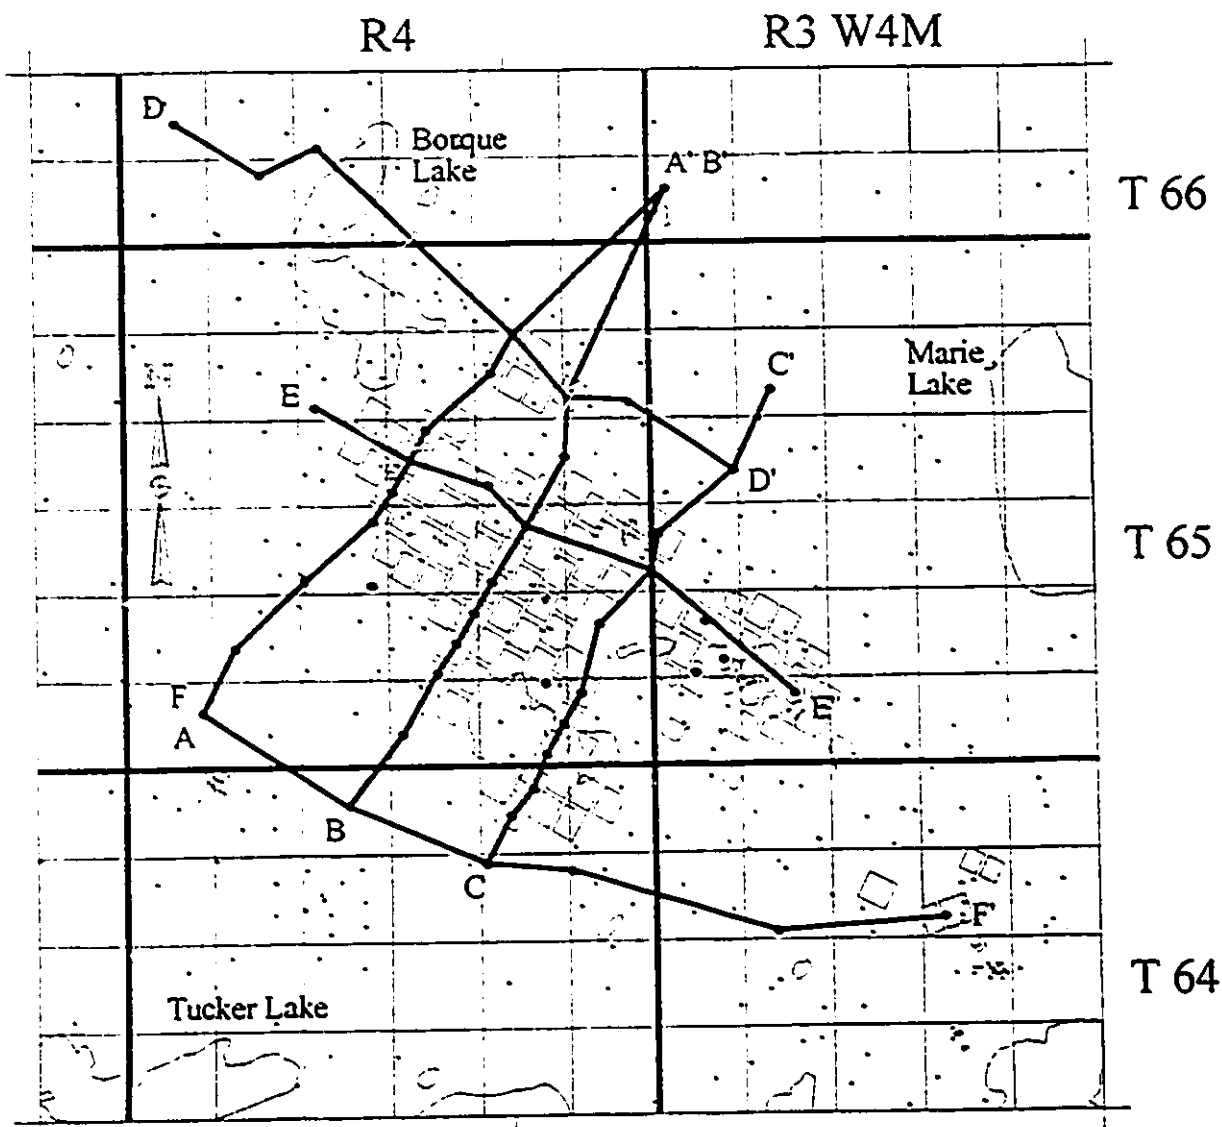 R4
R3 W4M
D'
Borque
Lake
A' B'
T 66
Marie
Lake
C'
E
D'
T 65
F
A
E'
B
C
F'
T 64
Tucker Lake